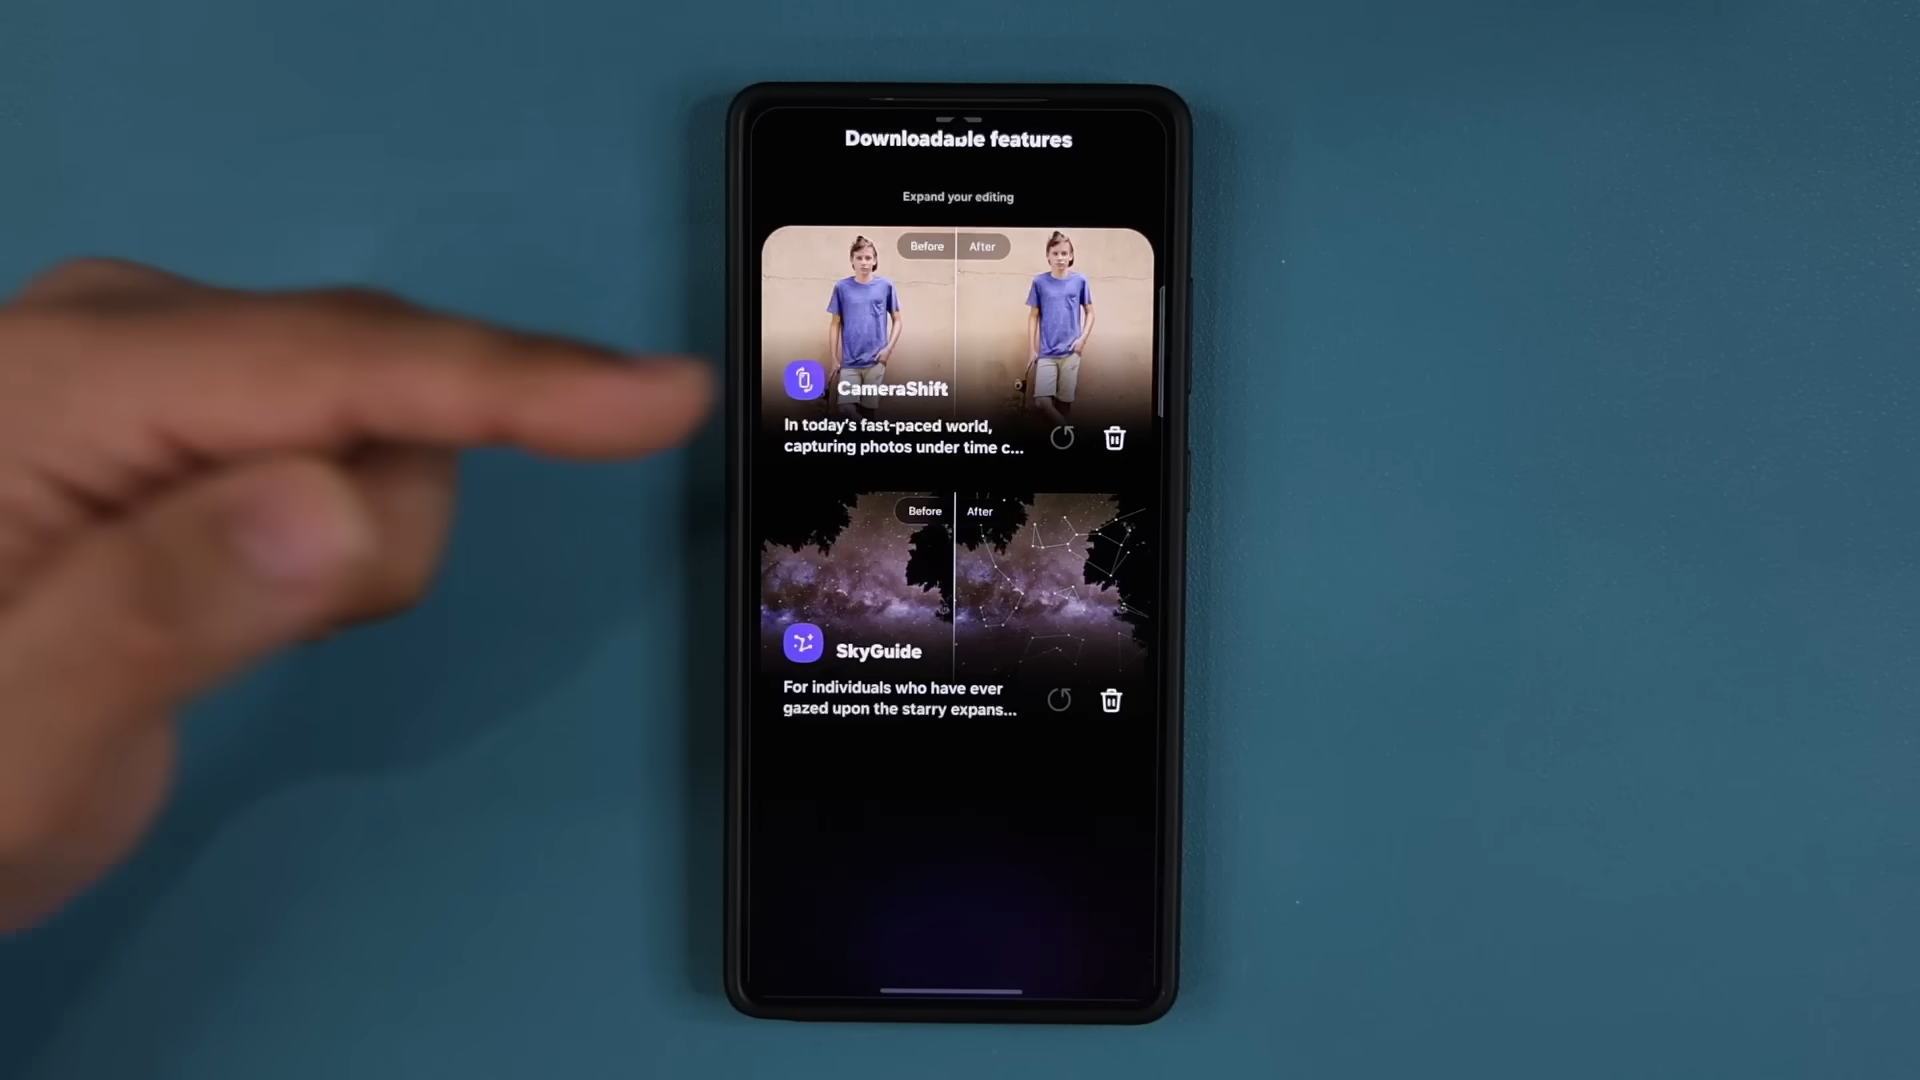 Downloadable features
Expand your editing
Before After
CameraShift
In today's fast-paced world,
capturing photos under time c...
Before After
SkyGuide
For individuals who have ever
gazed upon the starry expans...